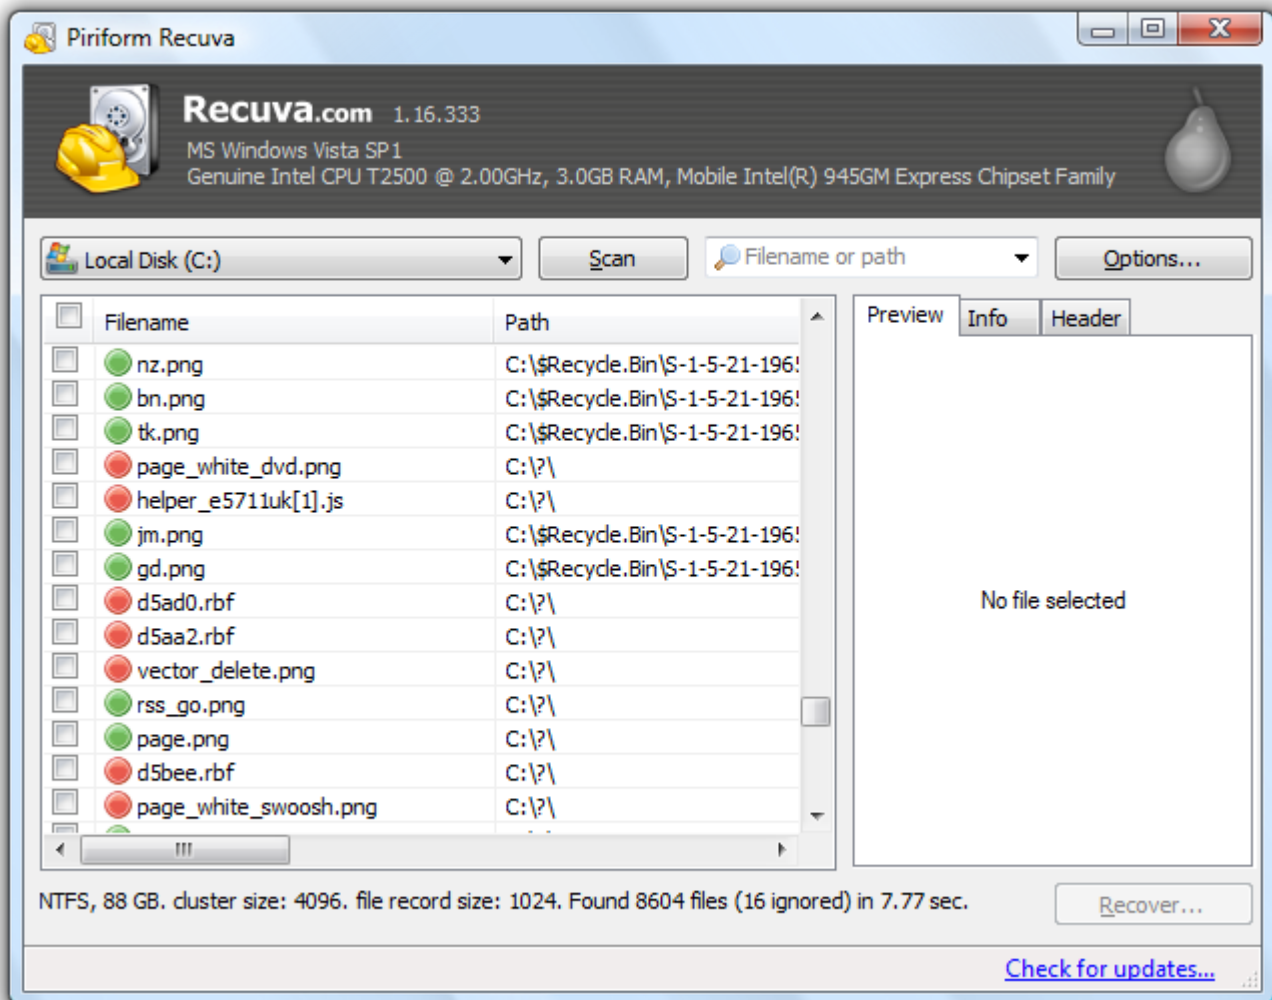 Piriform Recuva
Recuva.com 1.16.333
MS Windows Vista SP1
Genuine Intel CPU T2500 @ 2.00GHz, 3.0GB RAM, Mobile Intel(R) 945GM Express Chipset Family
Local Disk (C:) Scan Filename or path Options...
Filename Path Preview Info Header
nz.png C:\$Recycle.Bin\S-1-5-21-196
bn.png C:\$Recycle.Bin\S-1-5-21-196
tk.png C:\$Recycle.Bin\S-1-5-21-196
page_white_dvd.png C:\?\
helper_e5711uk[1].js C:\?\
jm.png C:\$Recycle.Bin\S-1-5-21-196
gd.png C:\$Recycle.Bin\S-1-5-21-196
d5ad0.rbf C:\?\
No file selected
d5aa2.rbf C:\?\
vector_delete.png C:\?\
rss_go.png C:\?\
page.png C:\?\
d5bee.rbf C:\?\
page_white_swoosh.png C:\?\
NTFS, 88 GB. cluster size: 4096. file record size: 1024. Found 8604 files (16 ignored) in 7.77 sec.
Recover...
Check for updates...